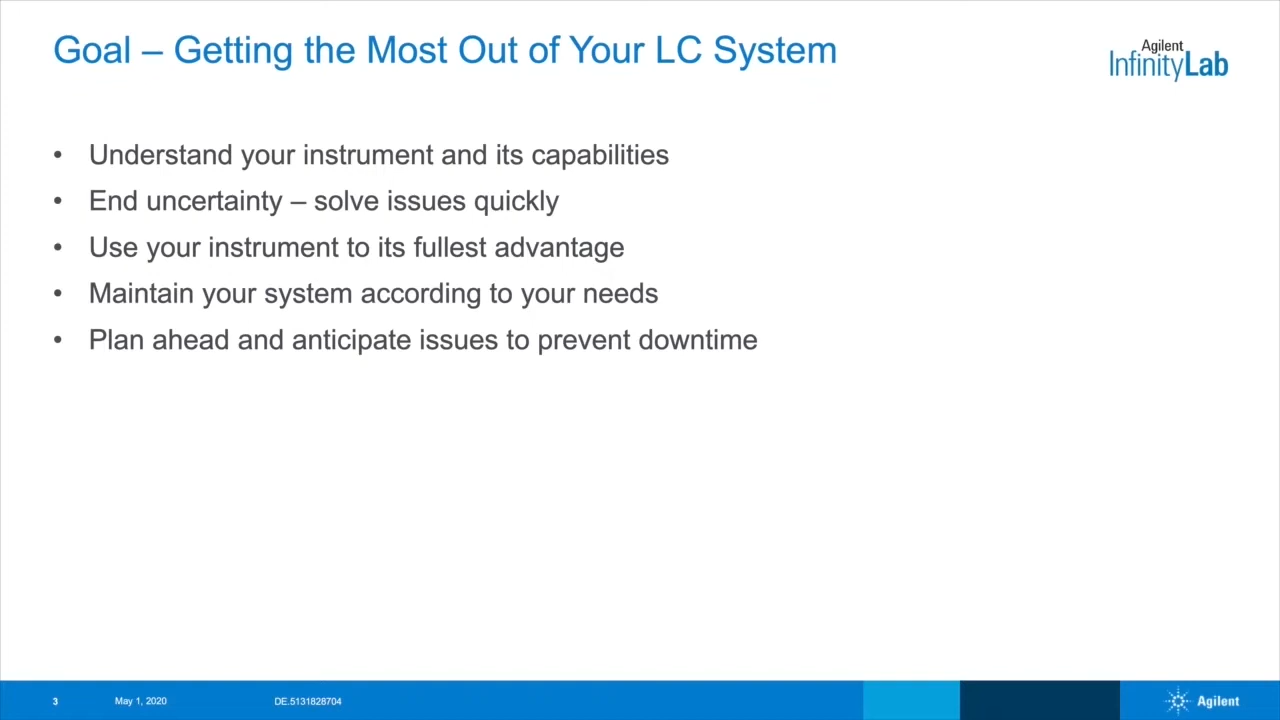 Goal – Getting the Most Out of Your LC System
Agilent
InfinityLab
• Understand your instrument and its capabilities
• End uncertainty – solve issues quickly
• Use your instrument to its fullest advantage
• Maintain your system according to your needs
• Plan ahead and anticipate issues to prevent downtime
3 May 1, 2020 DE.5131828704 Agilent